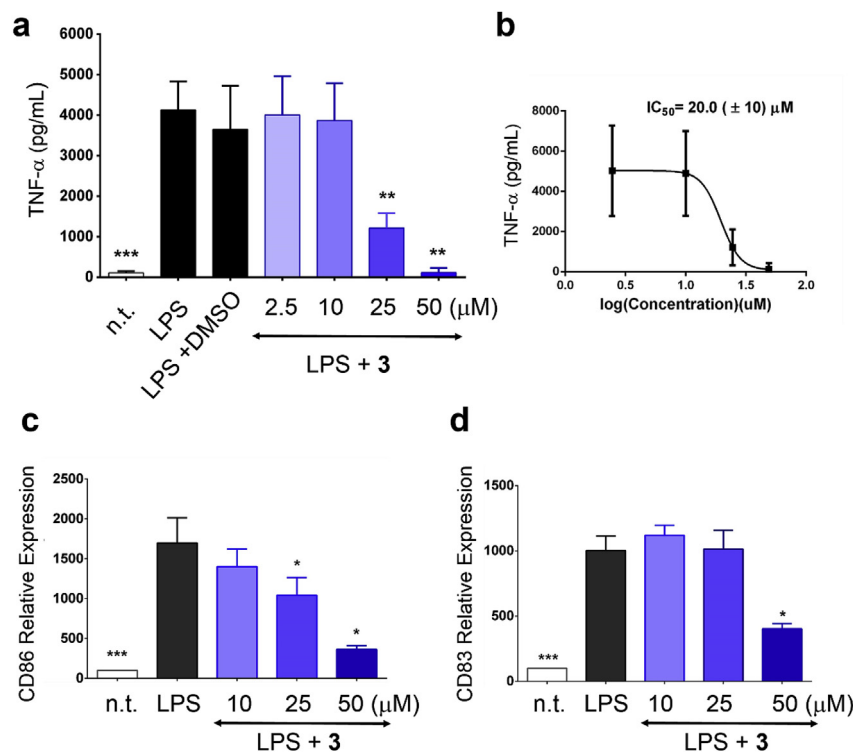 a
TNF-α (pg/mL)
6000
5000
4000
3000
2000
1000
0
***
**
**
n.t.
LPS
LPS +DMSO
2.5 10 25 50 (μM)
LPS + 3
b
IC50= 20.0 ( ± 10) μM
TNF-α (pg/mL)
8000
6000
4000
2000
0
0.0 0.5 1.0 1.5 2.0
log(Concentration)(uM)
c
CD86 Relative Expression
2500
2000
1500
1000
500
0
***
*
*
n.t. LPS 10 25 50 (μM)
LPS + 3
d
CD83 Relative Expression
1500
1000
500
0
***
*
n.t. LPS 10 25 50 (μM)
LPS + 3